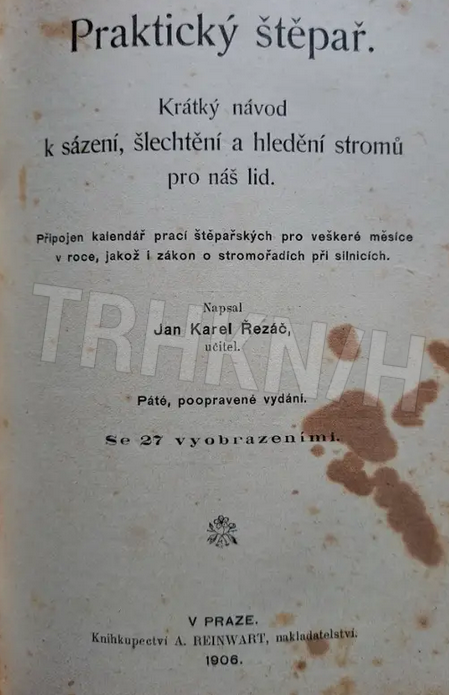 Praktický štěpař.
Krátký návod
k sázení, šlechtění a hledění stromů
pro náš lid.
Připojen kalendář prací štěpařských pro veškeré měsíce
v roce, jakož i zákon o stromořadích při silnicích.
Napsal
Jan Karel Řezáč,
učitel.
Páté, poopravené vydání.
Se 27 vyobrazeními.
V PRAZE.
Knihkupectví A. REINWART, nakladatelství.
1906.
TRHKNIH